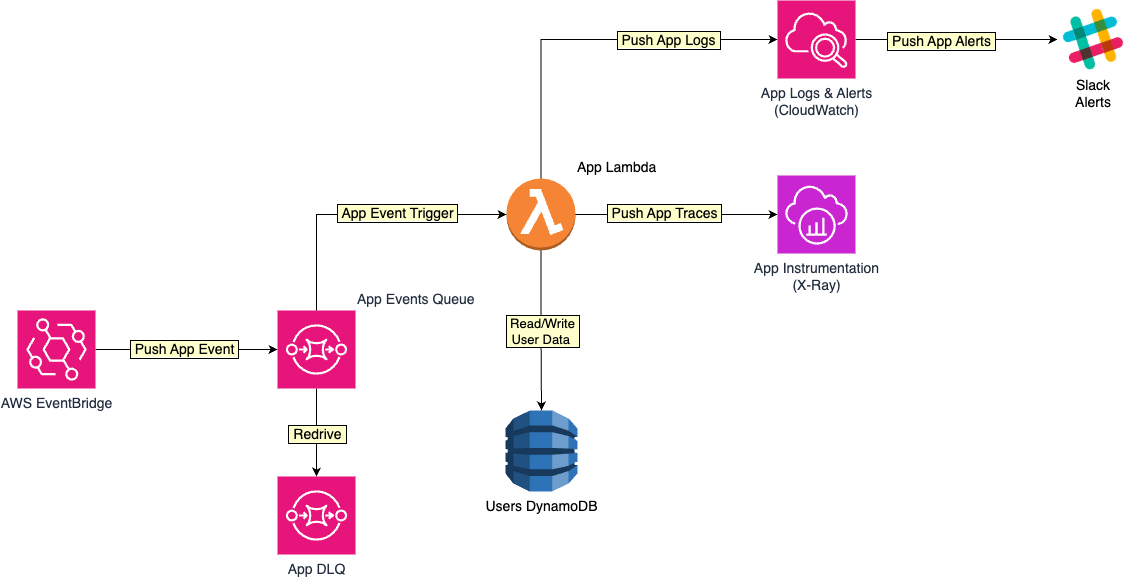 Push App Logs
Push App Alerts
App Logs & Alerts
(CloudWatch)
Slack
Alerts
App Lambda
App Event Trigger
Push App Traces
App Instrumentation
(X-Ray)
App Events Queue
Read/Write
User Data
Push App Event
AWS EventBridge
Redrive
Users DynamoDB
App DLQ